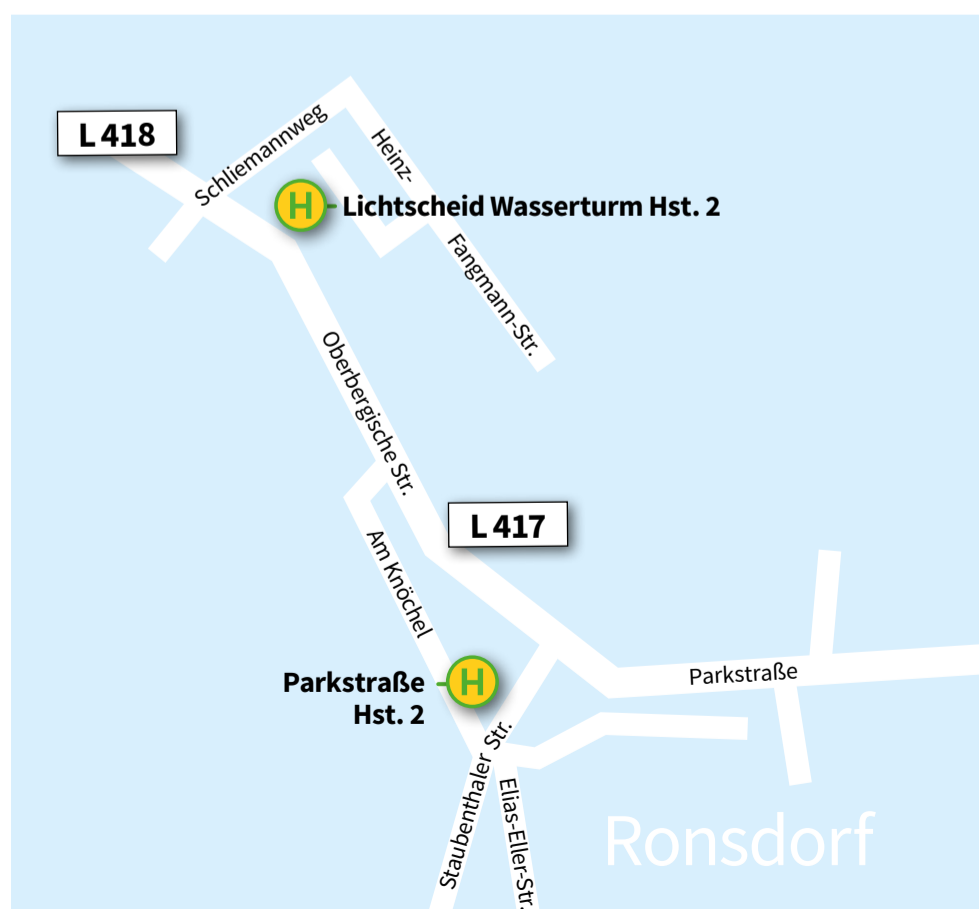 L 418
Schliemannweg
Heinz-
Fangmann-Str.
H
Lichtscheid Wasserturm Hst. 2
Oberbergische Str.
L 417
Am Knöchel
H
Parkstraße
Hst. 2
Parkstraße
Staubenthaler Str.
Elias-Eller-Str.
Ronsdorf